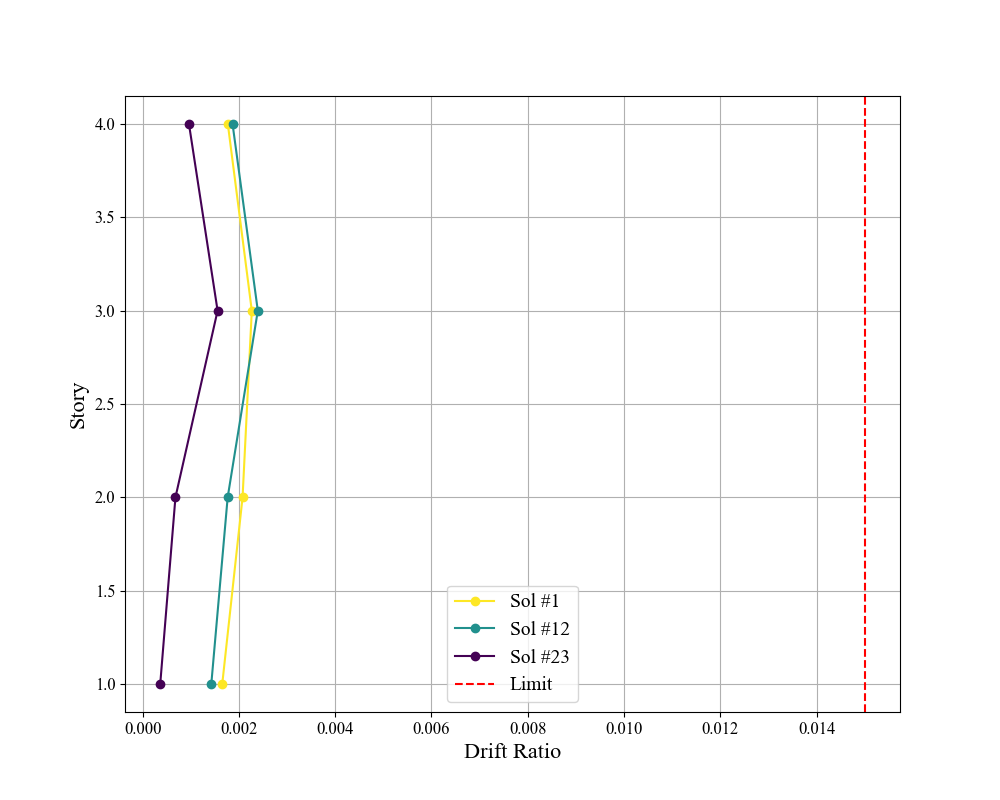 4.0
3.5
3.0
2.5
2.0
1.5
1.0
Story
Sol #1
Sol #12
Sol #23
Limit
0.000 0.002 0.004 0.006 0.008 0.010 0.012 0.014
Drift Ratio